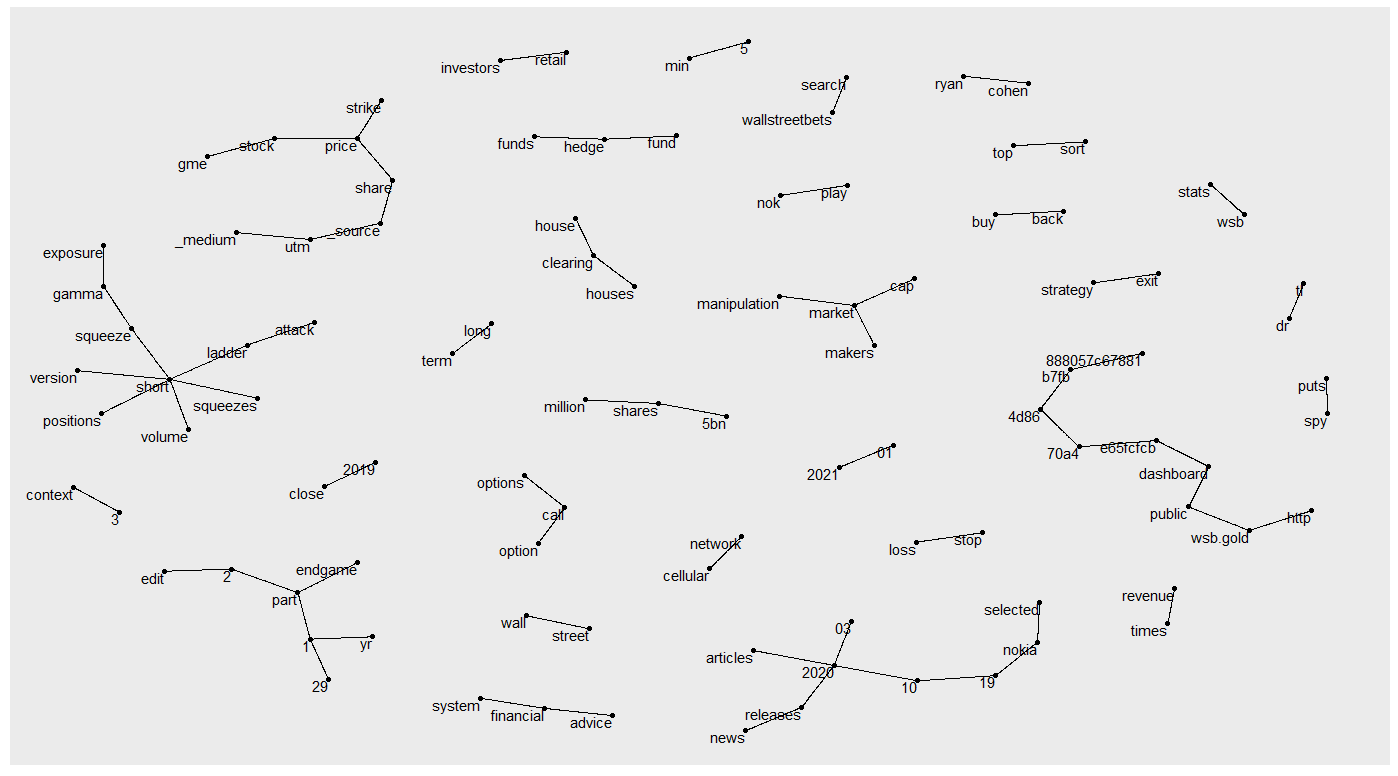 investors
retail
min
5
search
wallstreetbets
ryan
cohen
strike
gme
stock
price
funds
hedge
fund
top
sort
share
nok
play
stats
wsb
_medium
utm
_source
house
clearing
houses
buy
back
exposure
gamma
squeeze
manipulation
market
cap
makers
strategy
exit
tl
dr
attack
ladder
long
term
version
short
positions
squeezes
volume
888057c67881
b7fb
4d86
70a4
e65fcfcb
dashboard
public
wsb.gold
http
puts
spy
million
shares
5bn
2019
close
2021
01
context
3
options
call
option
network
cellular
loss
stop
edit
2
endgame
part
1
yr
29
wall
street
selected
nokia
revenue
times
03
articles
2020
10
19
releases
news
system
financial
advice